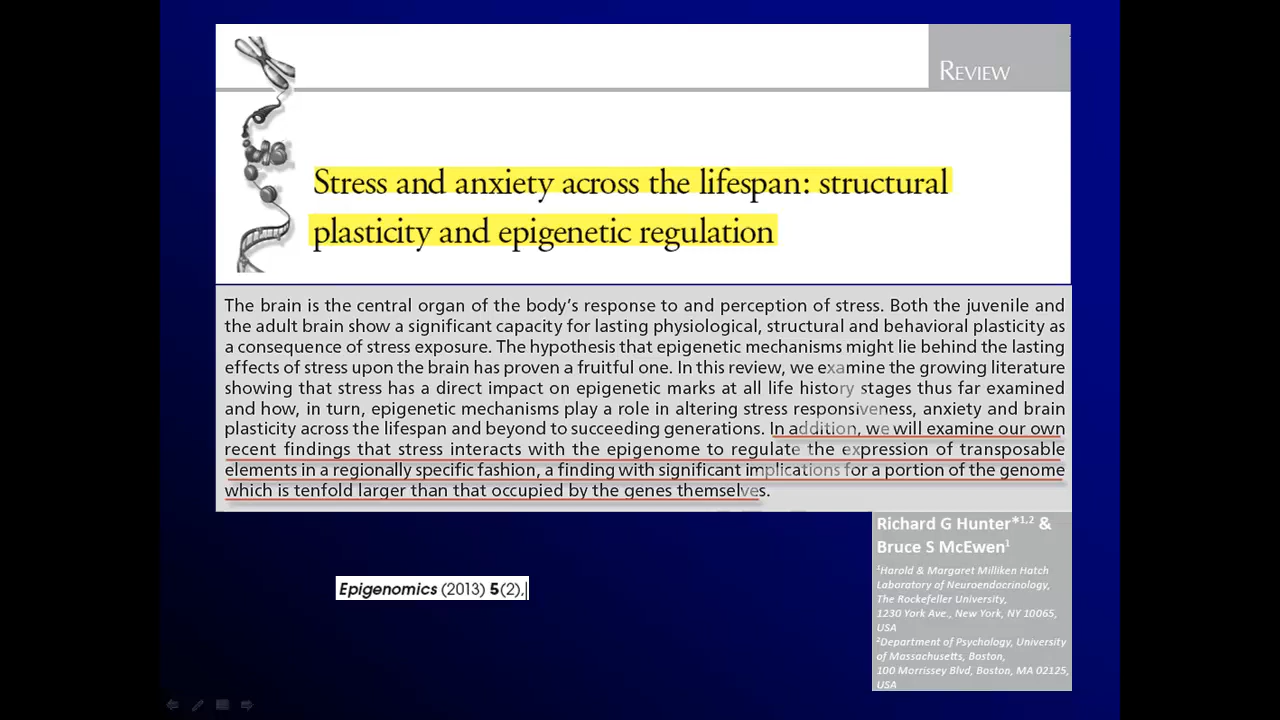 REVIEW
Stress and anxiety across the lifespan: structural
plasticity and epigenetic regulation
The brain is the central organ of the body's response to and perception of stress. Both the juvenile and
the adult brain show a significant capacity for lasting physiological, structural and behavioral plasticity as
a consequence of stress exposure. The hypothesis that epigenetic mechanisms might lie behind the lasting
effects of stress upon the brain has proven a fruitful one. In this review, we examine the growing literature
showing that stress has a direct impact on epigenetic marks at all life history stages thus far examined
and how, in turn, epigenetic mechanisms play a role in altering stress responsiveness, anxiety and brain
plasticity across the lifespan and beyond to succeeding generations. In addition, we will examine our own
recent findings that stress interacts with the epigenome to regulate the expression of transposable
elements in a regionally specific fashion, a finding with significant implications for a portion of the genome
which is tenfold larger than that occupied by the genes themselves.
Richard G Hunter*1,2 &
Bruce S McEwen1
1Harold & Margaret Milliken Hatch
Laboratory of Neuroendocrinology,
The Rockefeller University,
1230 York Ave., New York, NY 10065,
USA
2Department of Psychology, University
of Massachusetts, Boston,
100 Morrissey Blvd, Boston, MA 02125,
USA
Epigenomics (2013) 5(2),